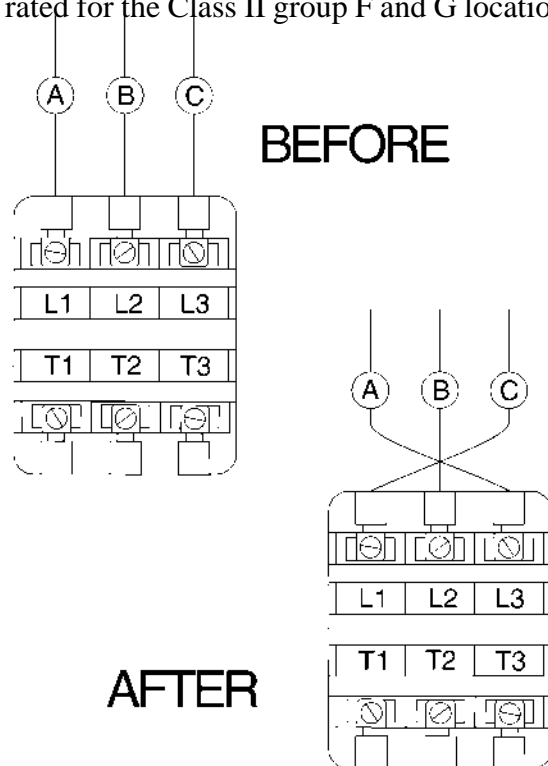 rated for the Class II group F and G locatio
A B C
BEFORE
L1 L2 L3
T1 T2 T3
A B C
L1 L2 L3
T1 T2 T3
AFTER